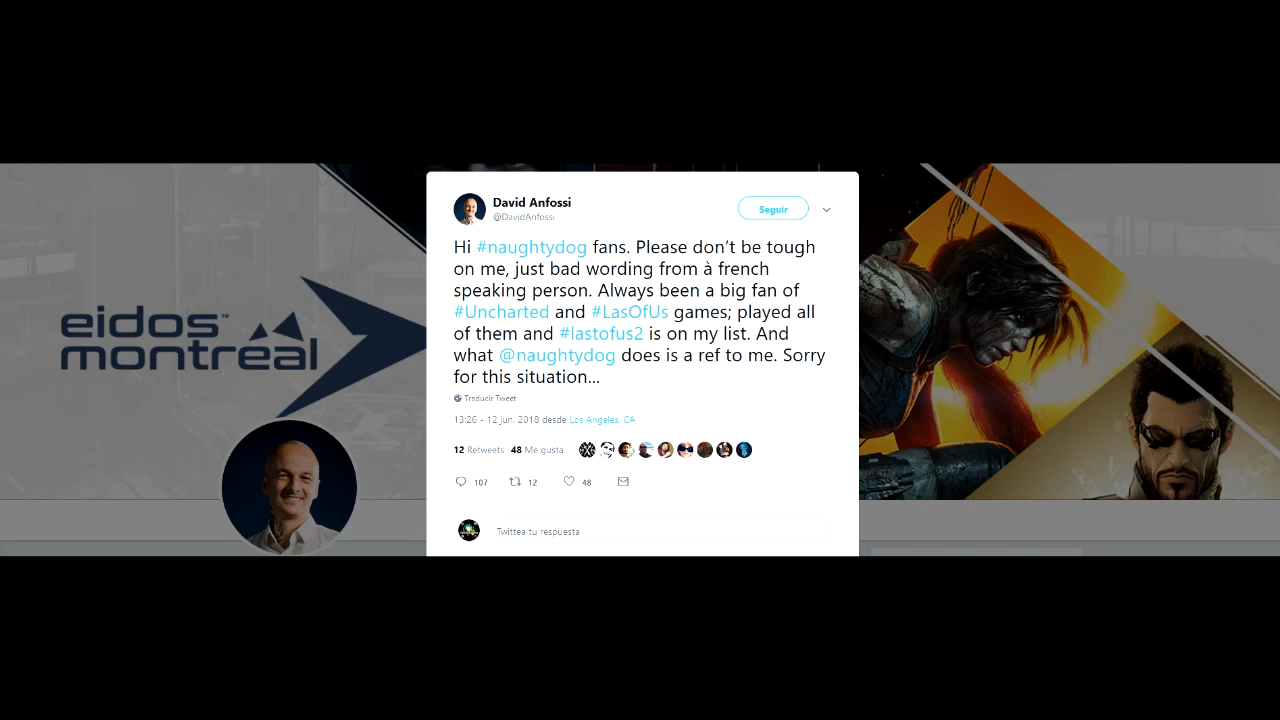 David Anfossi
@DavidAnfossi
Seguir
Hi #naughtydog fans. Please don't be tough
on me, just bad wording from à french
speaking person. Always been a big fan of
#Uncharted and #LasOfUs games; played all
of them and #lastofus2 is on my list. And
what @naughtydog does is a ref to me. Sorry
for this situation...
Traducir Tweet
13:26 - 12 jun. 2018 desde Los Angeles, CA
12 Retweets 48 Me gusta
107 12 48
Twittea tu respuesta
eidos™
montreal